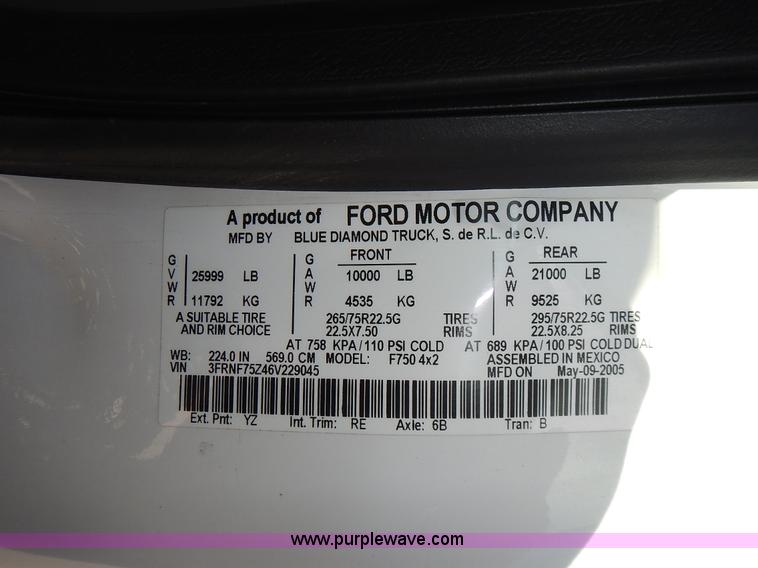 A product of FORD MOTOR COMPANY
MFD BY BLUE DIAMOND TRUCK, S. de R.L. de C.V.
GVWR 25999 LB 11792 KG
FRONT GAWR 10000 LB 4535 KG
REAR GAWR 21000 LB 9525 KG
A SUITABLE TIRE 265/75R22.5G TIRES 295/75R22.5G TIRES
AND RIM CHOICE 22.5X7.50 RIMS 22.5X8.25 RIMS
AT 758 KPA/110 PSI COLD AT 689 KPA/100 PSI COLD DUAL
WB: 224.0 IN 569.0 CM MODEL: F750 4x2 ASSEMBLED IN MEXICO
VIN 3FRNF75Z46V229045 MFD ON May-09-2005
Ext. Pnt: YZ Int. Trim: RE Axle: 6B Tran: B
www.purplewave.com